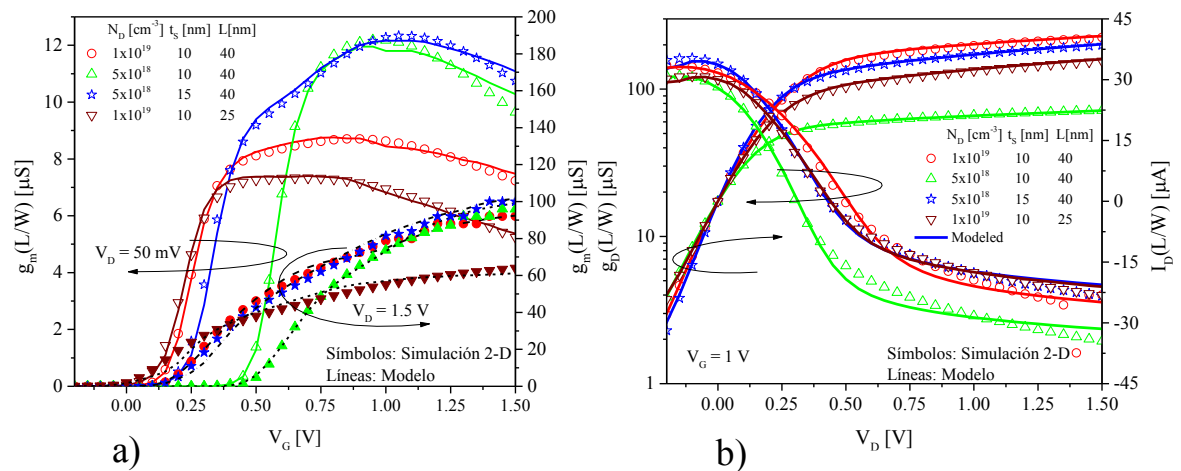 N_D [cm^-3] t_S [nm] L[nm]
1x10^19 10 40
5x10^18 10 40
5x10^18 15 40
1x10^19 10 25
12
10
8
6
4
2
0
g_m(L/W) [µS]
200
180
160
140
120
100
80
60
40
20
0
g_m(L/W) [µS]
V_D = 50 mV
V_D = 1.5 V
Símbolos: Simulación 2-D
Líneas: Modelo
0.00 0.25 0.50 0.75 1.00 1.25 1.50
V_G [V]
a)
g_D(L/W) [µS]
100
10
1
45
30
15
0
-15
-30
-45
I_D(L/W) [µA]
N_D [cm^-3] t_S [nm] L[nm]
1x10^19 10 40
5x10^18 10 40
5x10^18 15 40
1x10^19 10 25
Modeled
V_G = 1 V
Símbolos: Simulación 2-D
Líneas: Modelo
0.00 0.25 0.50 0.75 1.00 1.25 1.50
V_D [V]
b)